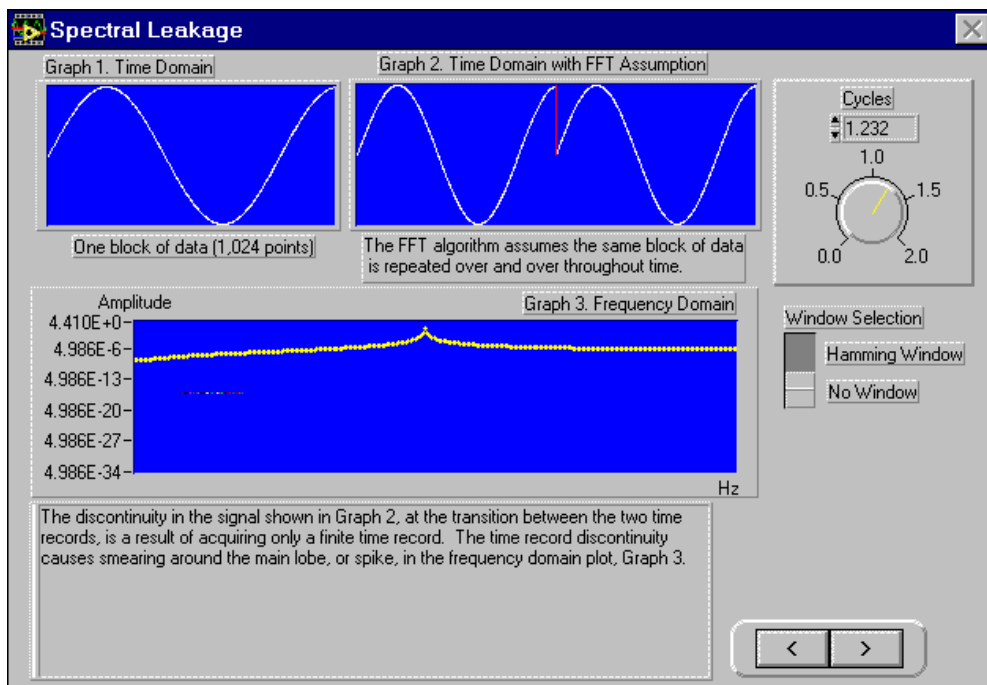 Spectral Leakage
Graph 1. Time Domain
Graph 2. Time Domain with FFT Assumption
One block of data (1,024 points)
The FFT algorithm assumes the same block of data
is repeated over and over throughout time.
Cycles
1.232
1.0
0.5
1.5
0.0
2.0
Amplitude
Graph 3. Frequency Domain
4.410E+0
4.986E-6
4.986E-13
4.986E-20
4.986E-27
4.986E-34
Hz
Window Selection
Hamming Window
No Window
The discontinuity in the signal shown in Graph 2, at the transition between the two time
records, is a result of acquiring only a finite time record.  The time record discontinuity
causes smearing around the main lobe, or spike, in the frequency domain plot, Graph 3.
<
>